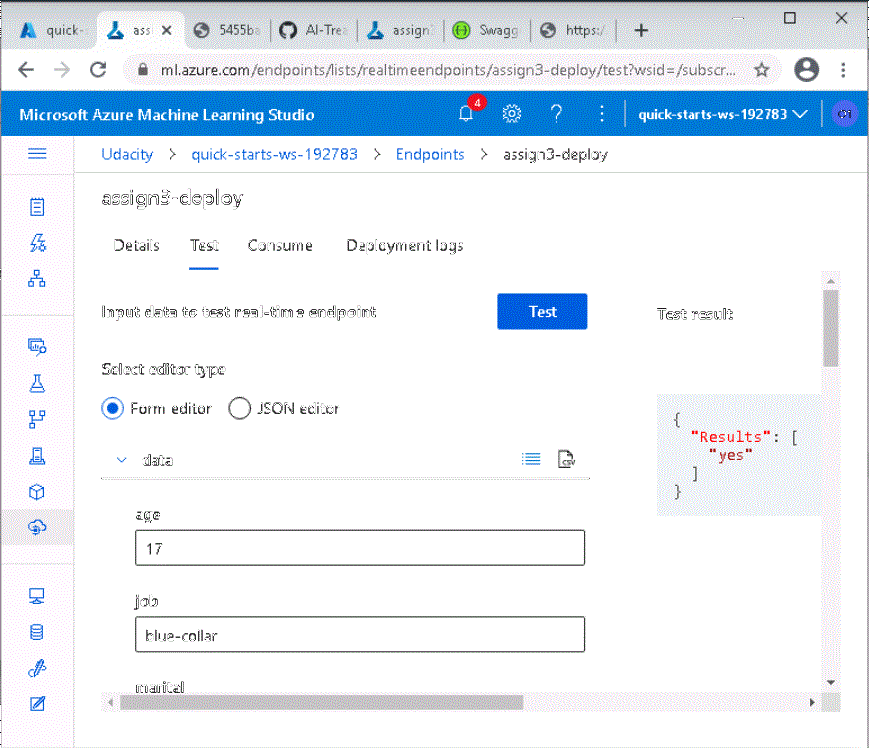 quick-
assi
5455ba
AI-Trea
assign
Swagg
https:/
ml.azure.com/endpoints/lists/realtimeendpoints/assign3-deploy/test?wsid=/subscr...
Microsoft Azure Machine Learning Studio
4
?
quick-starts-ws-192783
Udacity > quick-starts-ws-192783 > Endpoints > assign3-deploy
assign3-deploy
Details Test Consume Deployment logs
Input data to test real-time endpoint
Test
Test result
Select editor type
Form editor JSON editor
{
"Results": [
"yes"
]
}
data
CSV
age
17
job
blue-collar
marital